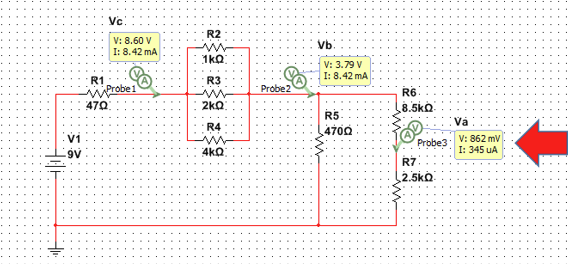 Vc
V: 8.60 V
I: 8.42 mA
R2
1kΩ
Vb
V: 3.79 V
I: 8.42 mA
R1
47Ω
Probe1
V
A
R3
2kΩ
Probe2
V
A
R6
8.5kΩ
R4
4kΩ
R5
470Ω
Va
V: 862 mV
I: 345 uA
Probe3
A
V
V1
9V
R7
2.5kΩ